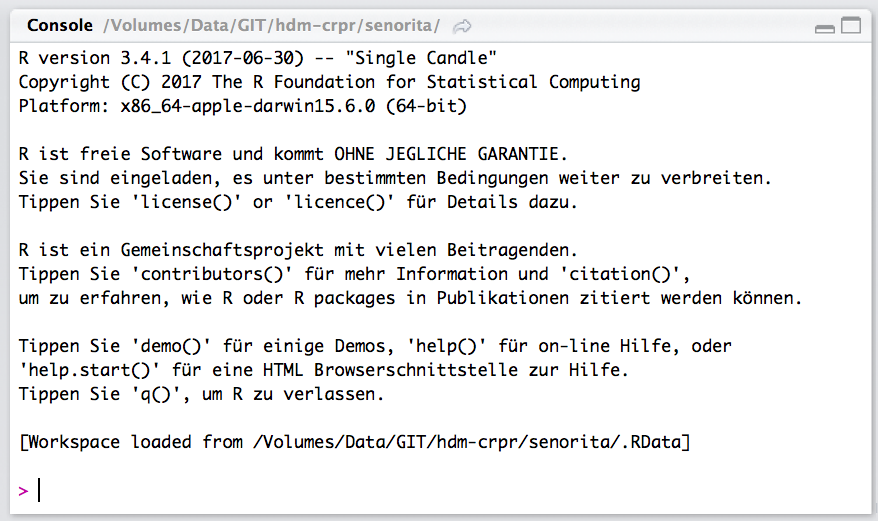 Console /Volumes/Data/GIT/hdm-crpr/senorita/
R version 3.4.1 (2017-06-30) -- "Single Candle"
Copyright (C) 2017 The R Foundation for Statistical Computing
Platform: x86_64-apple-darwin15.6.0 (64-bit)
R ist freie Software und kommt OHNE JEGLICHE GARANTIE.
Sie sind eingeladen, es unter bestimmten Bedingungen weiter zu verbreiten.
Tippen Sie 'license()' or 'licence()' für Details dazu.
R ist ein Gemeinschaftsprojekt mit vielen Beitragenden.
Tippen Sie 'contributors()' für mehr Information und 'citation()',
um zu erfahren, wie R oder R packages in Publikationen zitiert werden können.
Tippen Sie 'demo()' für einige Demos, 'help()' für on-line Hilfe, oder
'help.start()' für eine HTML Browserschnittstelle zur Hilfe.
Tippen Sie 'q()', um R zu verlassen.
[Workspace loaded from /Volumes/Data/GIT/hdm-crpr/senorita/.RData]
>